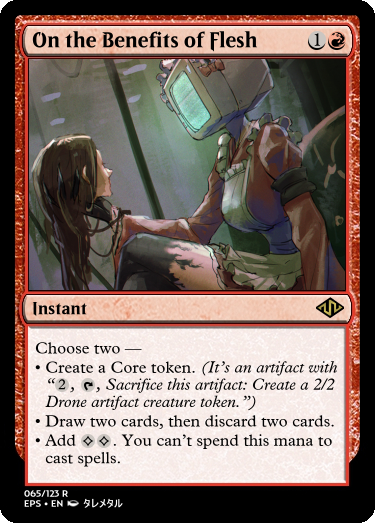 On the Benefits of Flesh 1
Instant
Choose two —
• Create a Core token. (It's an artifact with
"2, , Sacrifice this artifact: Create a 2/2
Drone artifact creature token.")
• Draw two cards, then discard two cards.
• Add . You can't spend this mana to
cast spells.
065/123 R
EPS • EN タレメタル